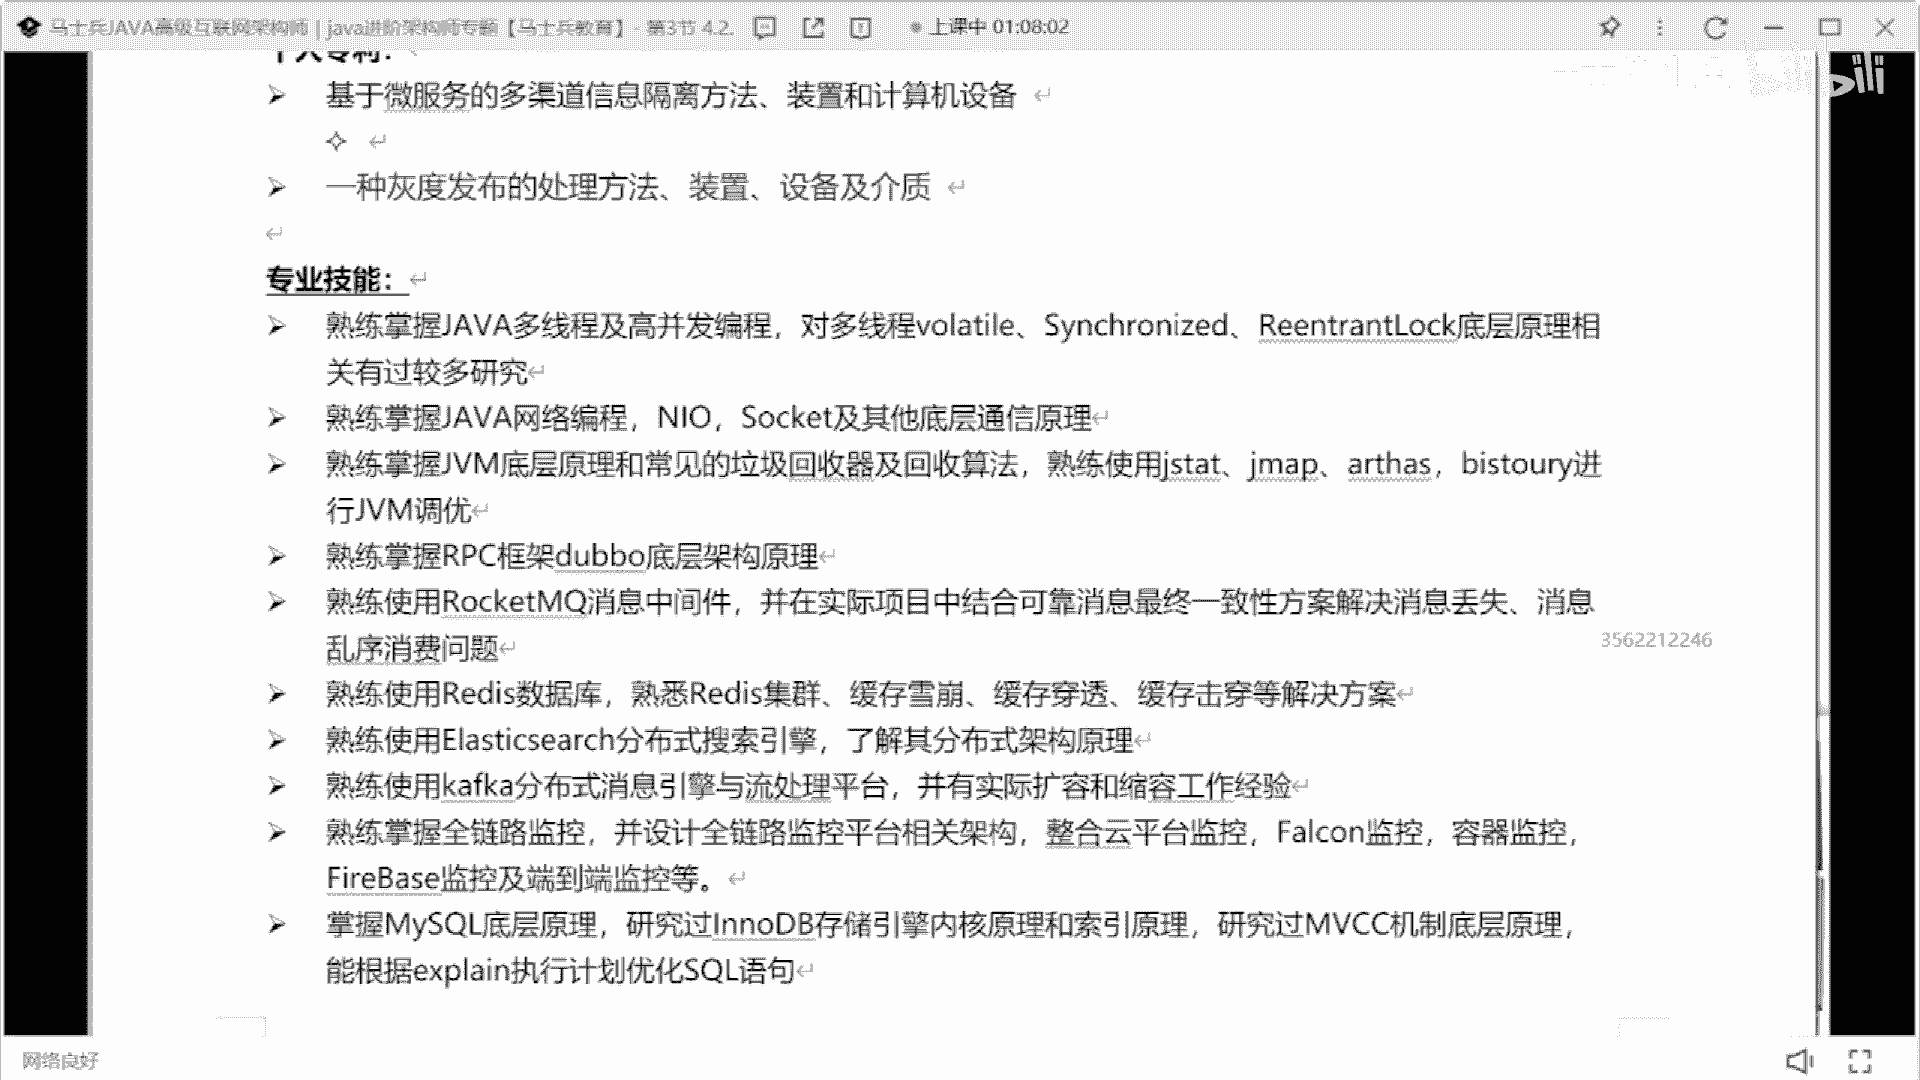 马士兵JAVA高级互联网架构师 | java进阶架构师专题【马士兵教育】- 第3节 4.2. 上课中 01:08:02
个人专利：
基于微服务的多渠道信息隔离方法、装置和计算机设备
一种灰度发布的处理方法、装置、设备及介质
专业技能：
熟练掌握JAVA多线程及高并发编程，对多线程volatile、Synchronized、ReentrantLock底层原理相
关有过较多研究
熟练掌握JAVA网络编程，NIO，Socket及其他底层通信原理
熟练掌握JVM底层原理和常见的垃圾回收器及回收算法，熟练使用jstat、jmap、arthas，bistoury进
行JVM调优
熟练掌握RPC框架dubbo底层架构原理
熟练使用RocketMQ消息中间件，并在实际项目中结合可靠消息最终一致性方案解决消息丢失、消息
乱序消费问题
3562212246
熟练使用Redis数据库，熟悉Redis集群、缓存雪崩、缓存穿透、缓存击穿等解决方案
熟练使用Elasticsearch分布式搜索引擎，了解其分布式架构原理
熟练使用kafka分布式消息引擎与流处理平台，并有实际扩容和缩容工作经验
熟练掌握全链路监控，并设计全链路监控平台相关架构，整合云平台监控，Falcon监控，容器监控，
FireBase监控及端到端监控等。
掌握MySQL底层原理，研究过InnoDB存储引擎内核原理和索引原理，研究过MVCC机制底层原理，
能根据explain执行计划优化SQL语句
网络良好